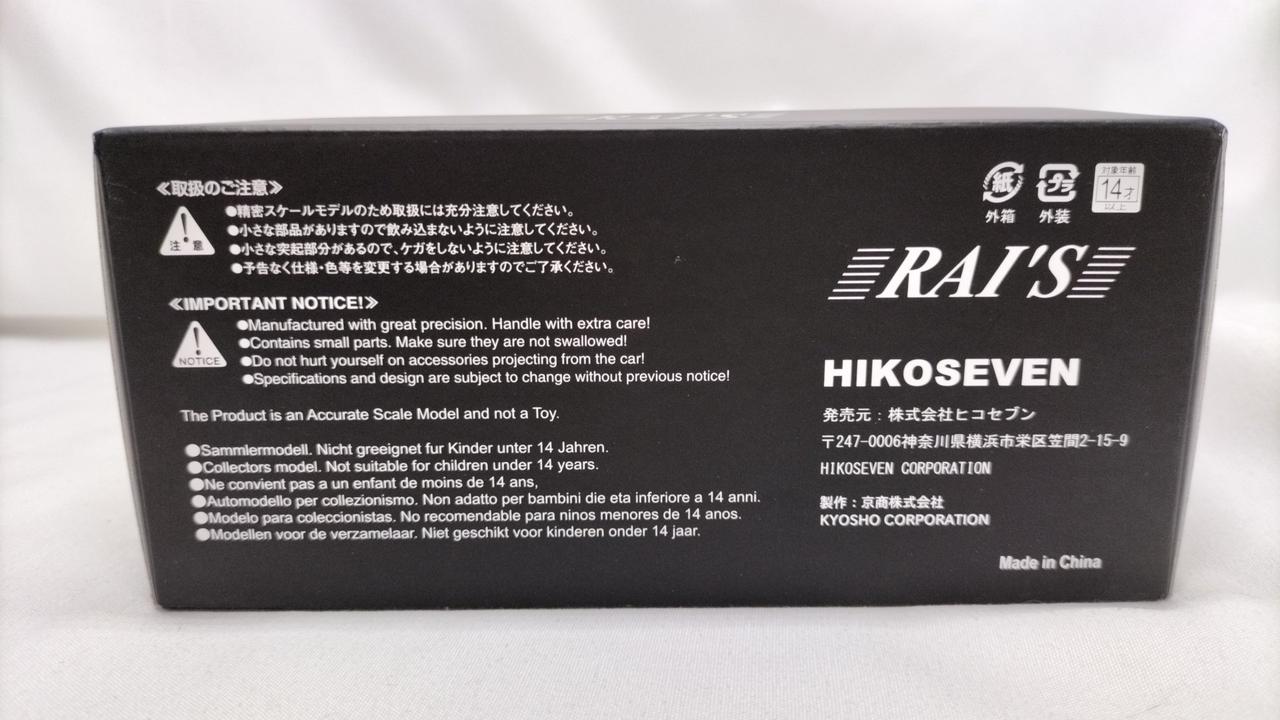 ≪取扱のご注意≫
注 意
●精密スケールモデルのため取扱には充分注意してください。
●小さな部品がありますので飲み込まないように注意してください。
●小さな突起部分があるので、ケガをしないように注意してください。
●予告なく仕様・色等を変更する場合がありますのでご了承ください。
≪IMPORTANT NOTICE!≫
NOTICE
●Manufactured with great precision. Handle with extra care!
●Contains small parts. Make sure they are not swallowed!
●Do not hurt yourself on accessories projecting from the car!
●Specifications and design are subject to change without previous notice!
The Product is an Accurate Scale Model and not a Toy.
●Sammlermodell. Nicht greeignet fur Kinder unter 14 Jahren.
●Collectors model. Not suitable for children under 14 years.
●Ne convient pas a un enfant de moins de 14 ans,
●Automodello per collezionismo. Non adatto per bambini die eta inferiore a 14 anni.
●Modelo para coleccionistas. No recomendable para ninos menores de 14 anos.
●Modellen voor de verzamelaar. Niet geschikt voor kinderen onder 14 jaar.
紙
外箱
プラ
外装
対象年齢
14才
以上
RAI'S
HIKOSEVEN
発売元：株式会社ヒコセブン
〒247-0006神奈川県横浜市栄区笠間2-15-9
HIKOSEVEN CORPORATION
製作：京商株式会社
KYOSHO CORPORATION
Made in China